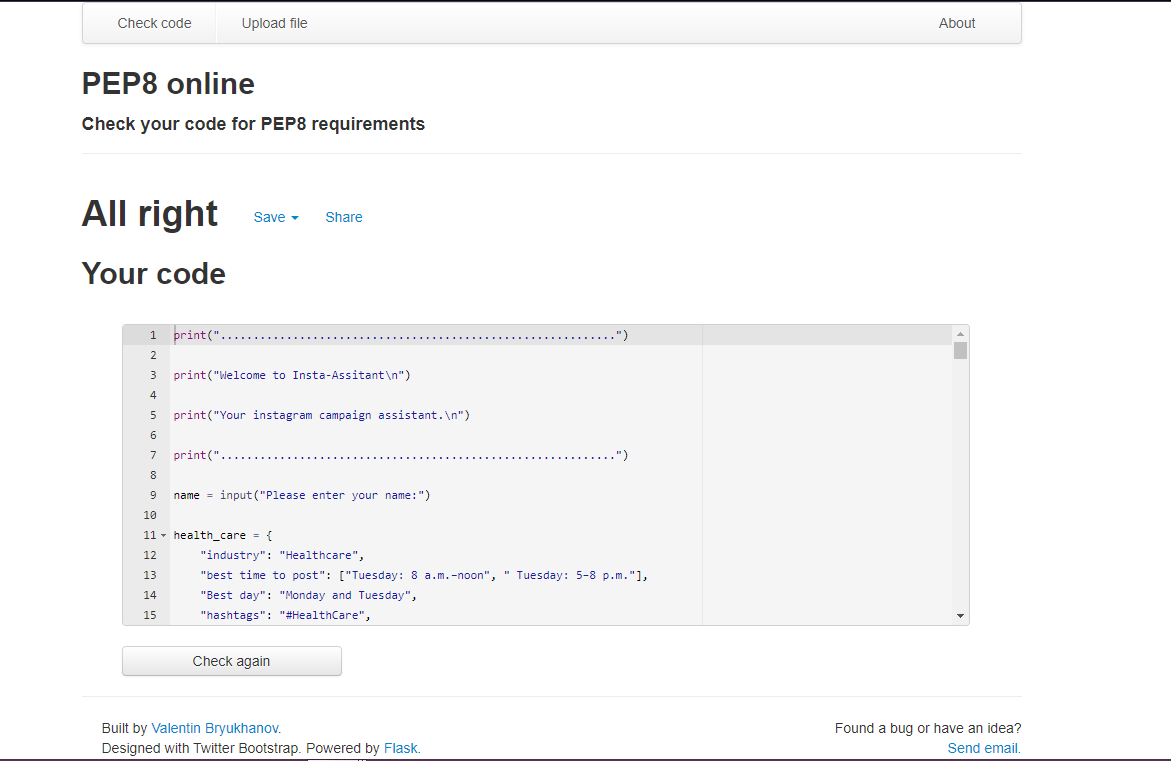 Check code Upload file About
PEP8 online
Check your code for PEP8 requirements
All right Save Share
Your code
1 print("............................................................")
2
3 print("Welcome to Insta-Assitant\n")
4
5 print("Your instagram campaign assistant.\n")
6
7 print("............................................................")
8
9 name = input("Please enter your name:")
10
11 health_care = {
12 "industry": "Healthcare",
13 "best time to post": ["Tuesday: 8 a.m.-noon", " Tuesday: 5-8 p.m."],
14 "Best day": "Monday and Tuesday",
15 "hashtags": "#HealthCare",
Check again
Built by Valentin Bryukhanov. Found a bug or have an idea?
Designed with Twitter Bootstrap. Powered by Flask. Send email.